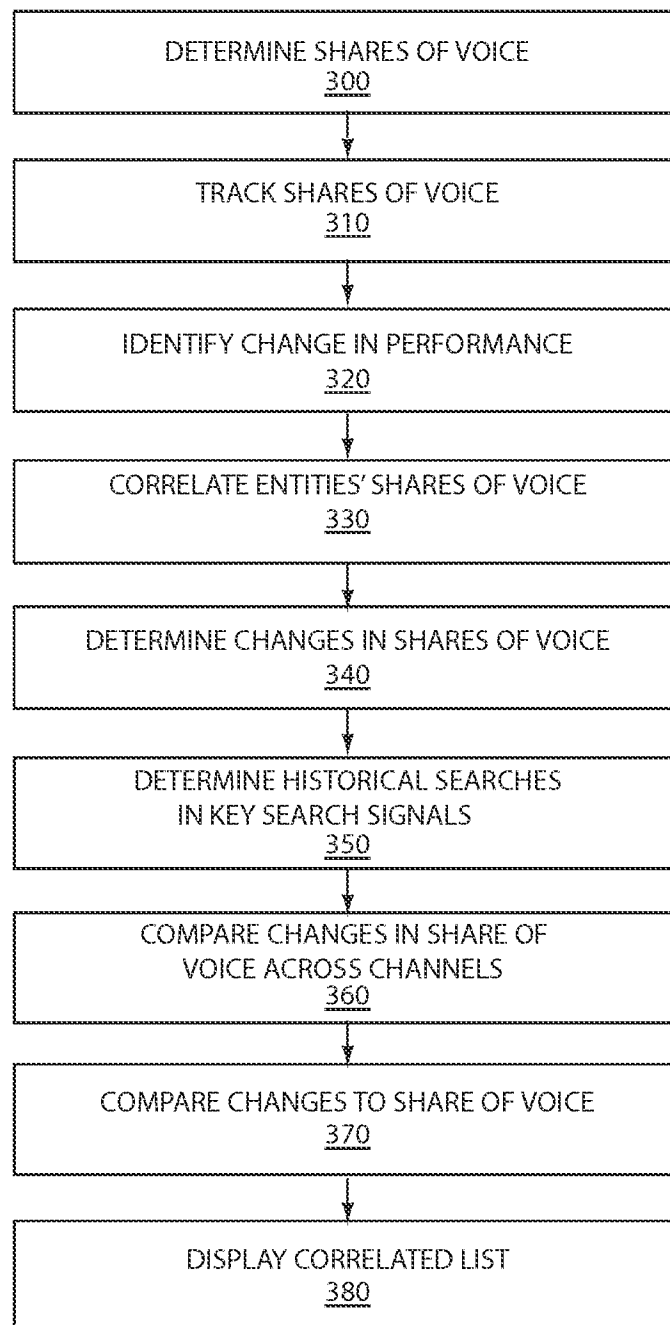 DETERMINE SHARES OF VOICE
300
TRACK SHARES OF VOICE
310
IDENTIFY CHANGE IN PERFORMANCE
320
CORRELATE ENTITIES' SHARES OF VOICE
330
DETERMINE CHANGES IN SHARES OF VOICE
340
DETERMINE HISTORICAL SEARCHES
IN KEY SEARCH SIGNALS
350
COMPARE CHANGES IN SHARE OF
VOICE ACROSS CHANNELS
360
COMPARE CHANGES TO SHARE OF VOICE
370
DISPLAY CORRELATED LIST
380